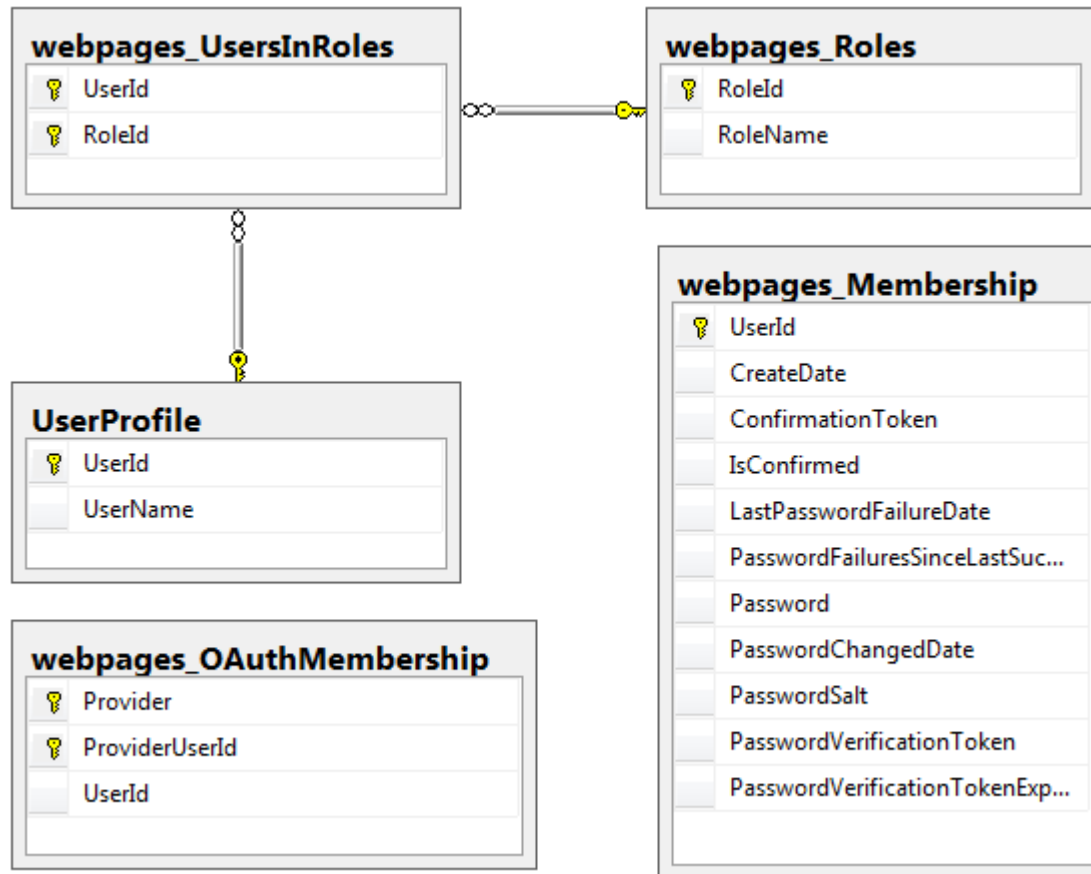 webpages_UsersInRoles
UserId
RoleId
webpages_Roles
RoleId
RoleName
UserProfile
UserId
UserName
webpages_OAuthMembership
Provider
ProviderUserId
UserId
webpages_Membership
UserId
CreateDate
ConfirmationToken
IsConfirmed
LastPasswordFailureDate
PasswordFailuresSinceLastSuc...
Password
PasswordChangedDate
PasswordSalt
PasswordVerificationToken
PasswordVerificationTokenExp...